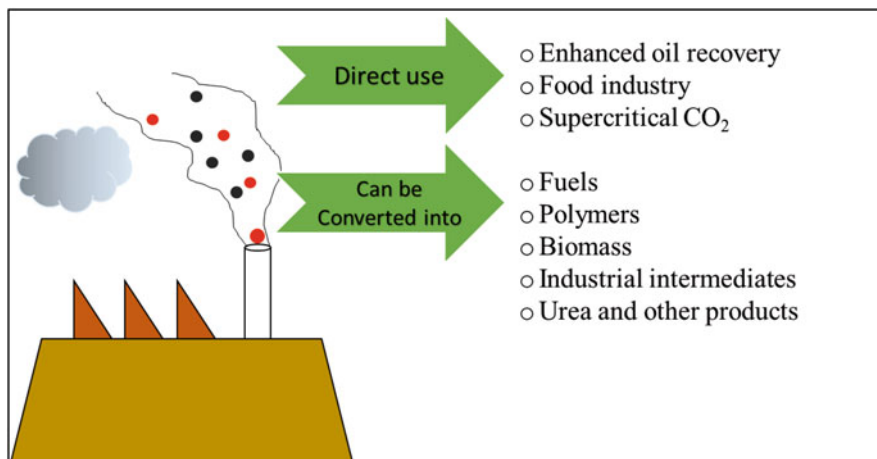 Direct use
○ Enhanced oil recovery
○ Food industry
○ Supercritical CO₂
Can be
Converted into
○ Fuels
○ Polymers
○ Biomass
○ Industrial intermediates
○ Urea and other products